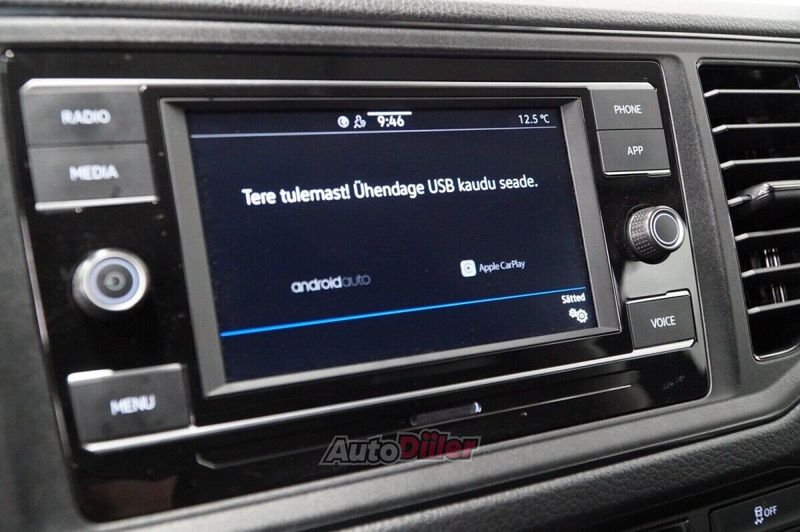 RADIO
MEDIA
MENU
9:46
12.5 °C
Tere tulemast! Ühendage USB kaudu seade.
androidauto
Apple CarPlay
Sätted
PHONE
APP
VOICE
AutoDiiler
OFF